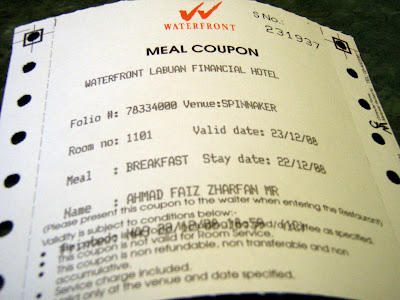 WATERFRONT
S No.:
231937
MEAL COUPON
WATERFRONT LABUAN FINANCIAL HOTEL
Folio #: 78334000 Venue:SPINNAKER
Room no: 1101 Valid date: 23/12/08
Meal : BREAKFAST Stay date: 22/12/08
Name : AHMAD FAIZ ZHARFAN MR
(Please present this coupon to the waiter when entering the Restaurant)
Validity is subject to conditions below:-
fee as specified.
This coupon is not valid for Room Service.
This coupon is non refundable, non transferable and non
accumulative.
Service charge included.
Valid only at the venue and date specified.